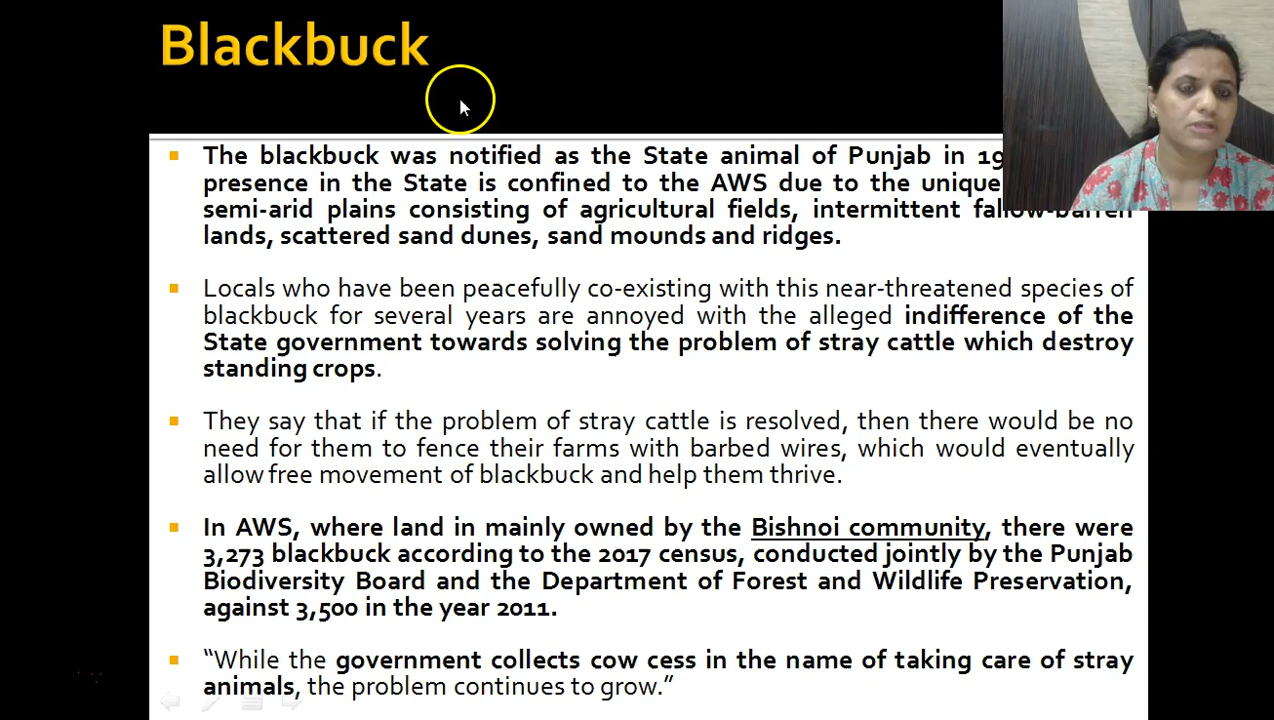 Blackbuck
The blackbuck was notified as the State animal of Punjab in
presence in the State is confined to the AWS due to the unique
semi-arid plains consisting of agricultural fields, intermittent fallow-barren
lands, scattered sand dunes, sand mounds and ridges.
Locals who have been peacefully co-existing with this near-threatened species of
blackbuck for several years are annoyed with the alleged indifference of the
State government towards solving the problem of stray cattle which destroy
standing crops.
They say that if the problem of stray cattle is resolved, then there would be no
need for them to fence their farms with barbed wires, which would eventually
allow free movement of blackbuck and help them thrive.
In AWS, where land in mainly owned by the Bishnoi community, there were
3,273 blackbuck according to the 2017 census, conducted jointly by the Punjab
Biodiversity Board and the Department of Forest and Wildlife Preservation,
against 3,500 in the year 2011.
“While the government collects cow cess in the name of taking care of stray
animals, the problem continues to grow.”